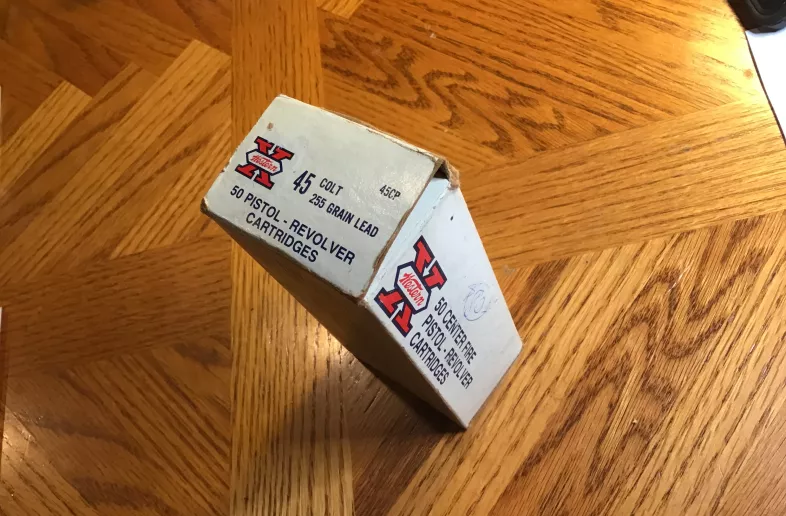 X
Western
45 COLT
255 GRAIN LEAD
45CP
50 PISTOL - REVOLVER
CARTRIDGES
X
Western
50 CENTER FIRE
PISTOL - REVOLVER
CARTRIDGES